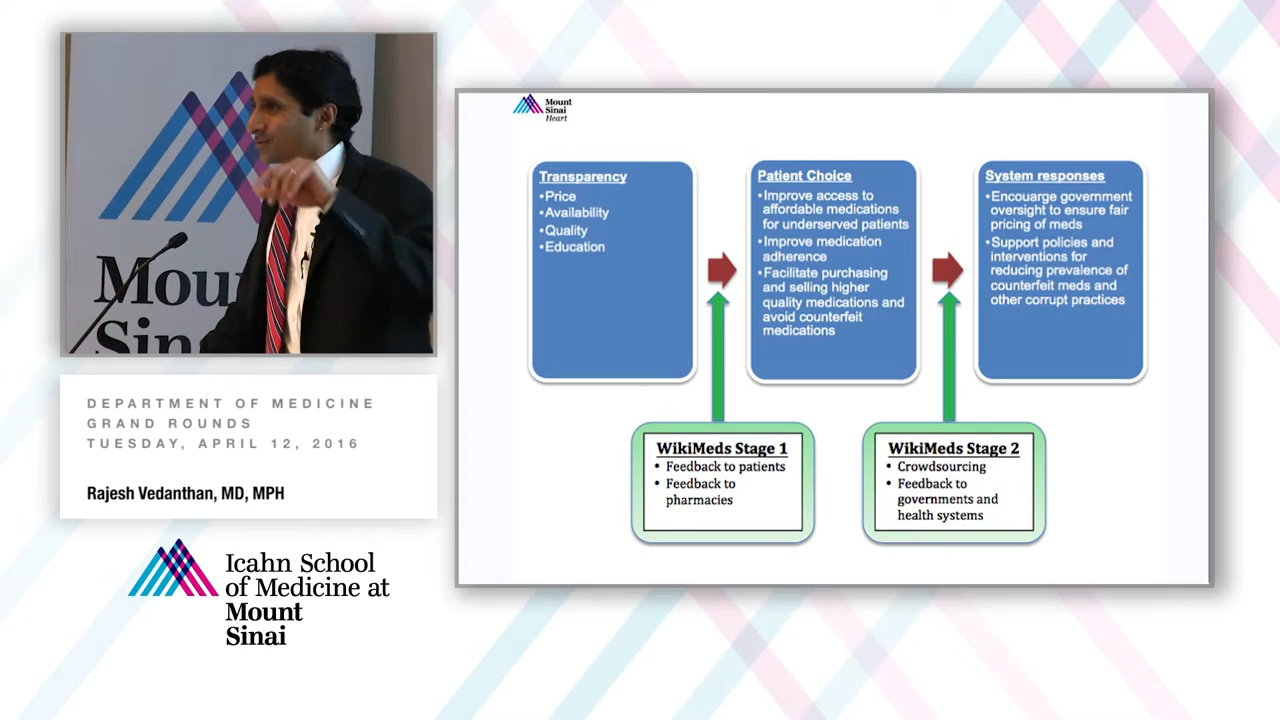 Mou
Sin
DEPARTMENT OF MEDICINE
GRAND ROUNDS
TUESDAY, APRIL 12, 2016
Rajesh Vedanthan, MD, MPH
Icahn School
of Medicine at
Mount
Sinai
Mount
Sinai
Heart
Transparency
•Price
•Availability
•Quality
•Education
Patient Choice
•Improve access to
affordable medications
for underserved patients
•Improve medication
adherence
•Facilitate purchasing
and selling higher
quality medications and
avoid counterfeit
medications
System responses
•Encouarge government
oversight to ensure fair
pricing of meds
•Support policies and
interventions for
reducing prevalence of
counterfeit meds and
other corrupt practices
WikiMeds Stage 1
• Feedback to patients
• Feedback to
pharmacies
WikiMeds Stage 2
• Crowdsourcing
• Feedback to
governments and
health systems